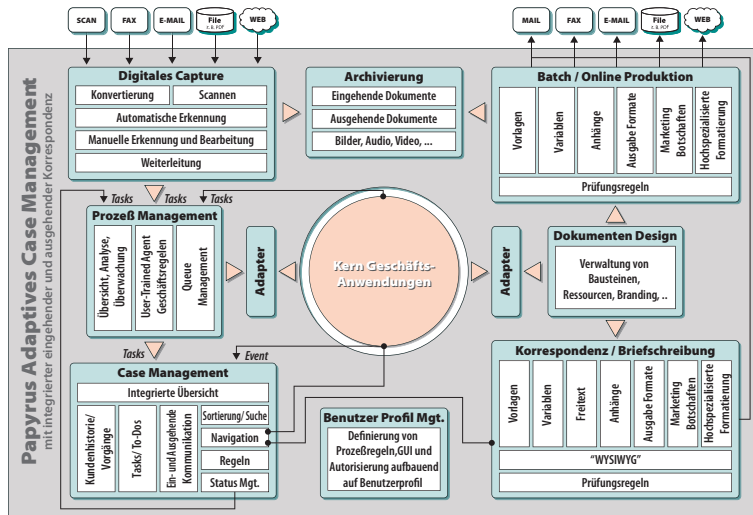 SCAN
FAX
E-MAIL
File
z. B. PDF
WEB
MAIL
FAX
E-MAIL
File
z. B. PDF
WEB
Papyrus Adaptives Case Management
mit integrierter eingehender und ausgehender Korrespondenz
Digitales Capture
Konvertierung
Scannen
Automatische Erkennung
Manuelle Erkennung und Bearbeitung
Weiterleitung
Archivierung
Eingehende Dokumente
Ausgehende Dokumente
Bilder, Audio, Video, ...
Batch / Online Produktion
Vorlagen
Variablen
Anhänge
Ausgabe Formate
Marketing
Botschaften
Hochspezialisierte
Formatierung
Prüfungsregeln
Tasks
Tasks
Tasks
Prozeß Management
Übersicht, Analyse,
Überwachung
User-Trained Agent
Geschäftsregelen
Queue
Management
Adapter
Kern Geschäfts-
Anwendungen
Adapter
Dokumenten Design
Verwaltung von
Bausteinen,
Ressourcen, Branding, ..
Tasks
Event
Case Management
Integrierte Übersicht
Kundenhistorie/
Vorgänge
Tasks/ To-Dos
Ein- und Ausgehende
Kommunikation
Sortierung/ Suche
Navigation
Regeln
Status Mgt.
Benutzer Profil Mgt.
Definierung von
Prozeßregeln,GUI und
Autorisierung aufbauend
auf Benutzerprofil
Korrespondenz / Briefschreibung
Vorlagen
Variablen
Freitext
Anhänge
Ausgabe Formate
Marketing
Botschaften
Hochspezialisierte
Formatierung
"WYSIWYG"
Prüfungsregeln